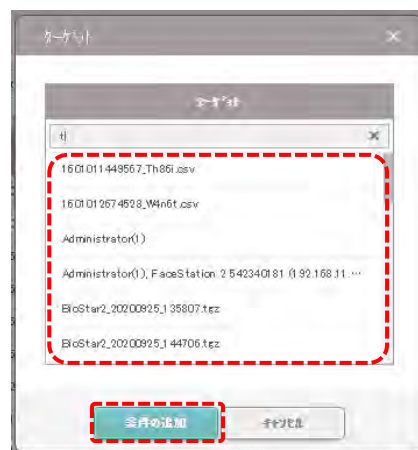 ターゲット
ターゲット
1601011449567_Th86i.csv
1601012674528_W4n6t.csv
Administrator(1)
Administrator(1), FaceStation 2 542340181 (192.168.11 ⋯
BioStar2_20200925_135807.tgz
BioStar2_20200925_144706.tgz
条件の追加
キャンセル